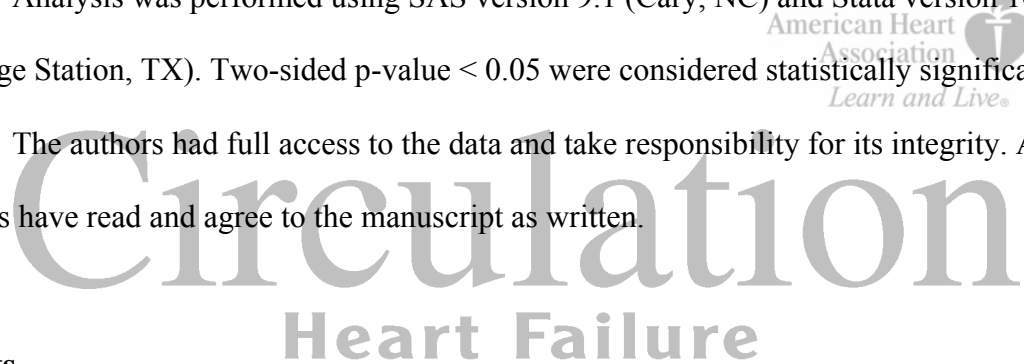 Analysis was performed using SAS version 9.1 (Cary, NC) and Stata version
American Heart
Association
ge Station, TX). Two-sided p-value < 0.05 were considered statistically significa
Learn and Live®
The authors had full access to the data and take responsibility for its integrity. A
s have read and agree to the manuscript as written.
Circulation
Heart Failure